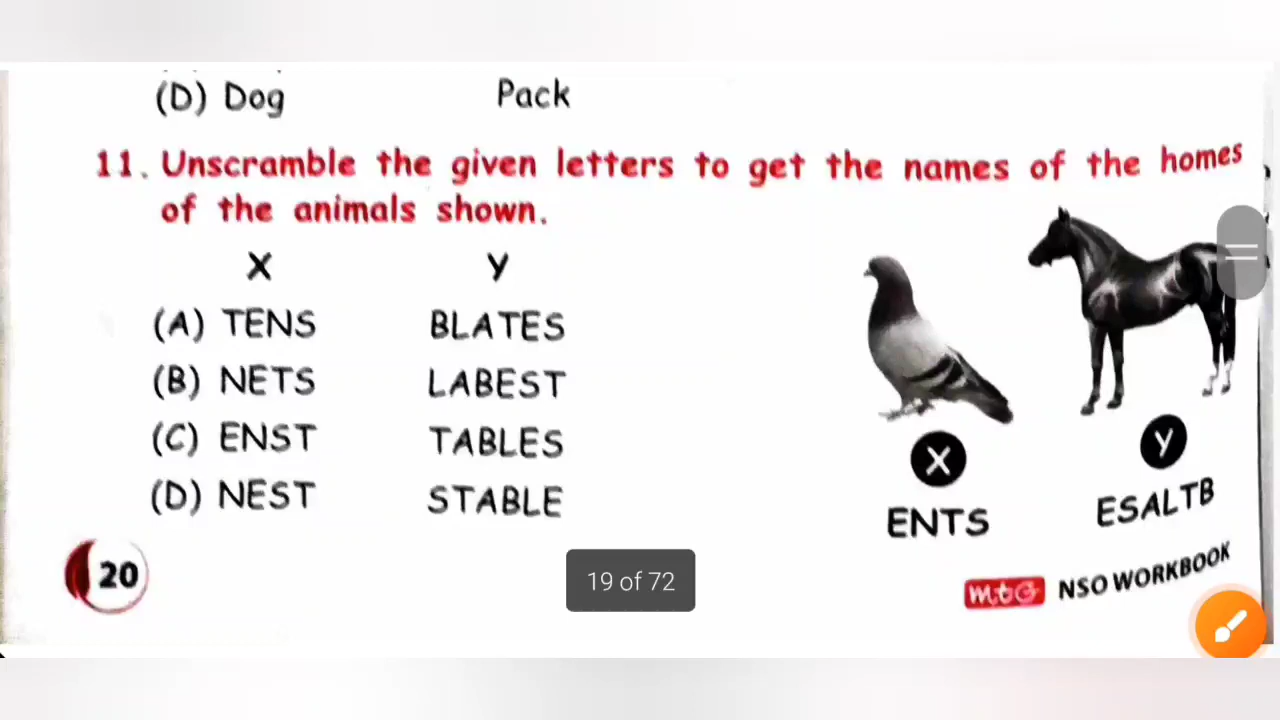 (D) Dog Pack
11. Unscramble the given letters to get the names of the homes
of the animals shown.
X Y
(A) TENS BLATES
(B) NETS LABEST
(C) ENST TABLES
(D) NEST STABLE
X Y
ENTS ESALTB
20
19 of 72
mtG NSO WORKBOOK